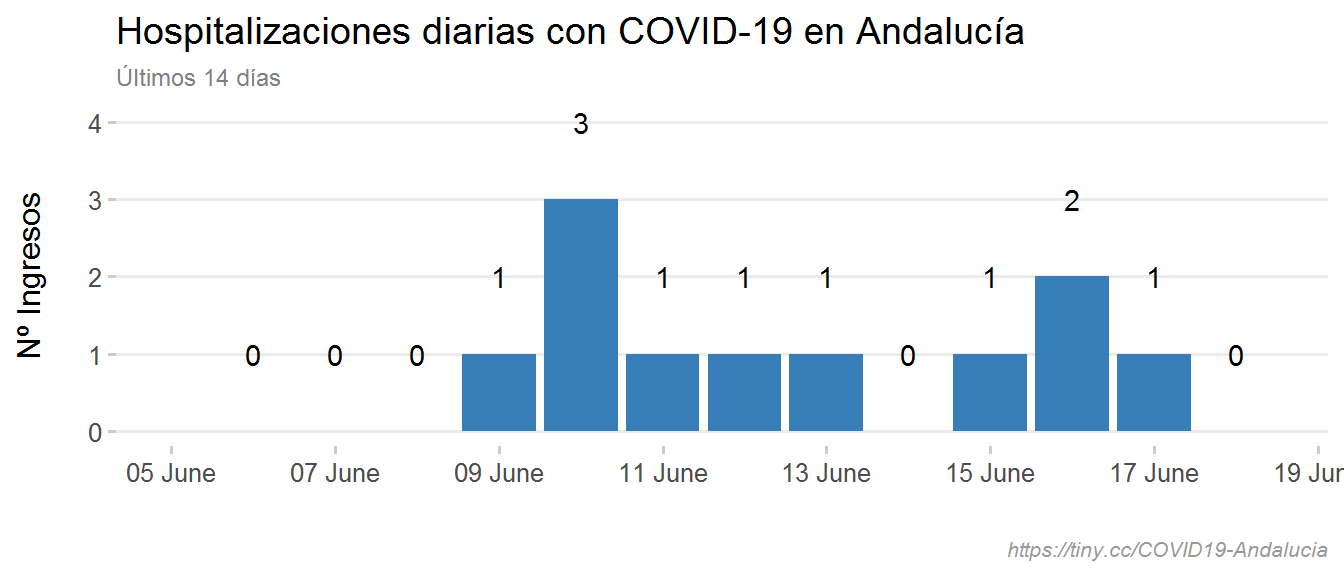 Hospitalizaciones diarias con COVID-19 en Andalucía
Últimos 14 días
Nº Ingresos
4
3
2
1
0
0
0
0
1
3
1
1
1
0
1
2
1
0
05 June
07 June
09 June
11 June
13 June
15 June
17 June
19 Jun
https://tiny.cc/COVID19-Andalucia